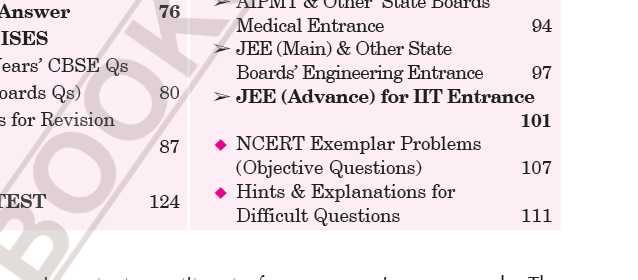 Answer 76
ISES
Years' CBSE Qs
oards Qs) 80
s for Revision
87
TEST 124
➢ AIPMT & Other State Boards'
Medical Entrance 94
➢ JEE (Main) & Other State
Boards' Engineering Entrance 97
➢ JEE (Advance) for IIT Entrance
101
◆ NCERT Exemplar Problems
(Objective Questions) 107
◆ Hints & Explanations for
Difficult Questions 111
BOOK